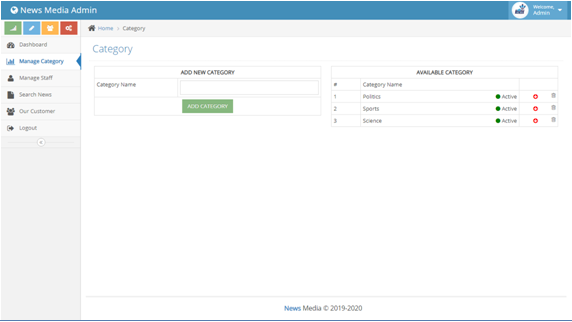 News Media Admin
Welcome,
Admin
Home > Category
Dashboard
Manage Category
Manage Staff
Search News
Our Customer
Logout
Category
ADD NEW CATEGORY
Category Name
ADD CATEGORY
AVAILABLE CATEGORY
# Category Name
1 Politics Active
2 Sports Active
3 Science Active
News Media © 2019-2020